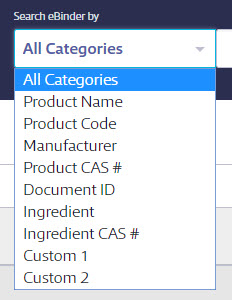 Search eBinder by
All Categories
All Categories
Product Name
Product Code
Manufacturer
Product CAS #
Document ID
Ingredient
Ingredient CAS #
Custom 1
Custom 2